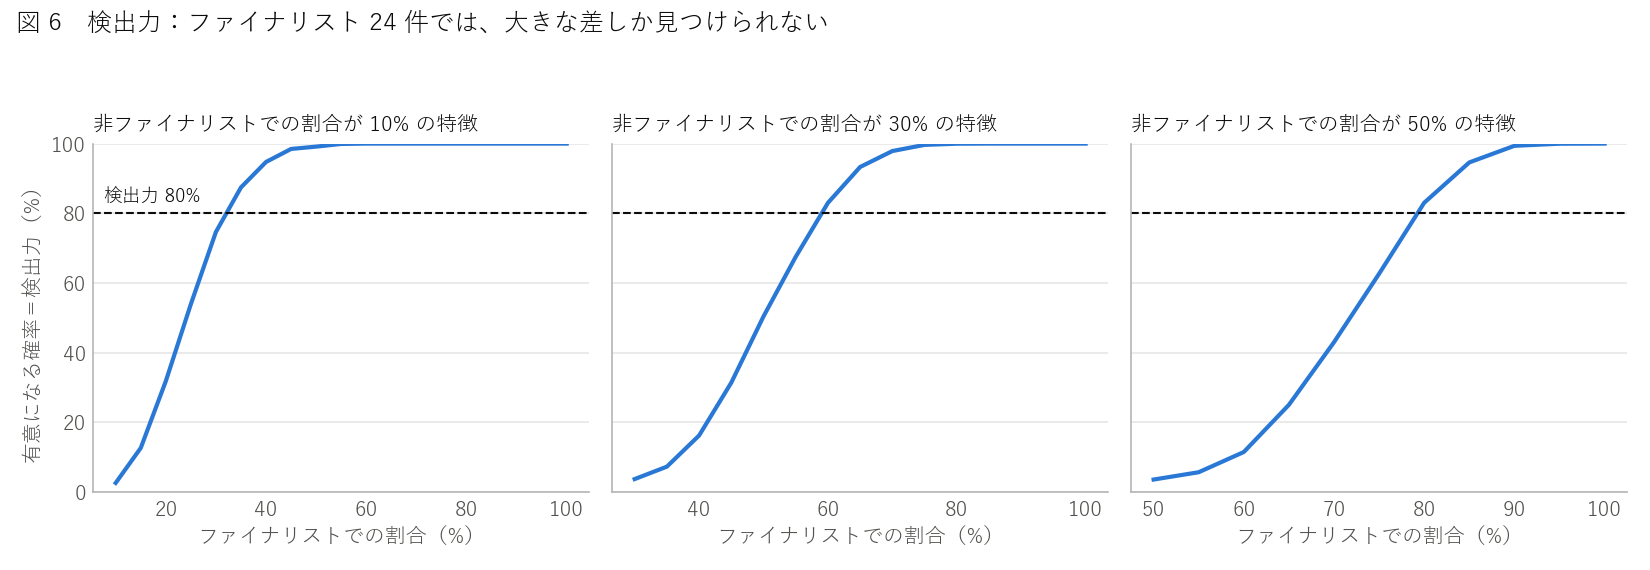 図 6　検出力：ファイナリスト 24 件では、大きな差しか見つけられない
非ファイナリストでの割合が 10% の特徴
非ファイナリストでの割合が 30% の特徴
非ファイナリストでの割合が 50% の特徴
有意になる確率＝検出力（%）
100
80
60
40
20
0
検出力 80%
20 40 60 80 100
40 60 80 100
50 60 70 80 90 100
ファイナリストでの割合（%）
ファイナリストでの割合（%）
ファイナリストでの割合（%）